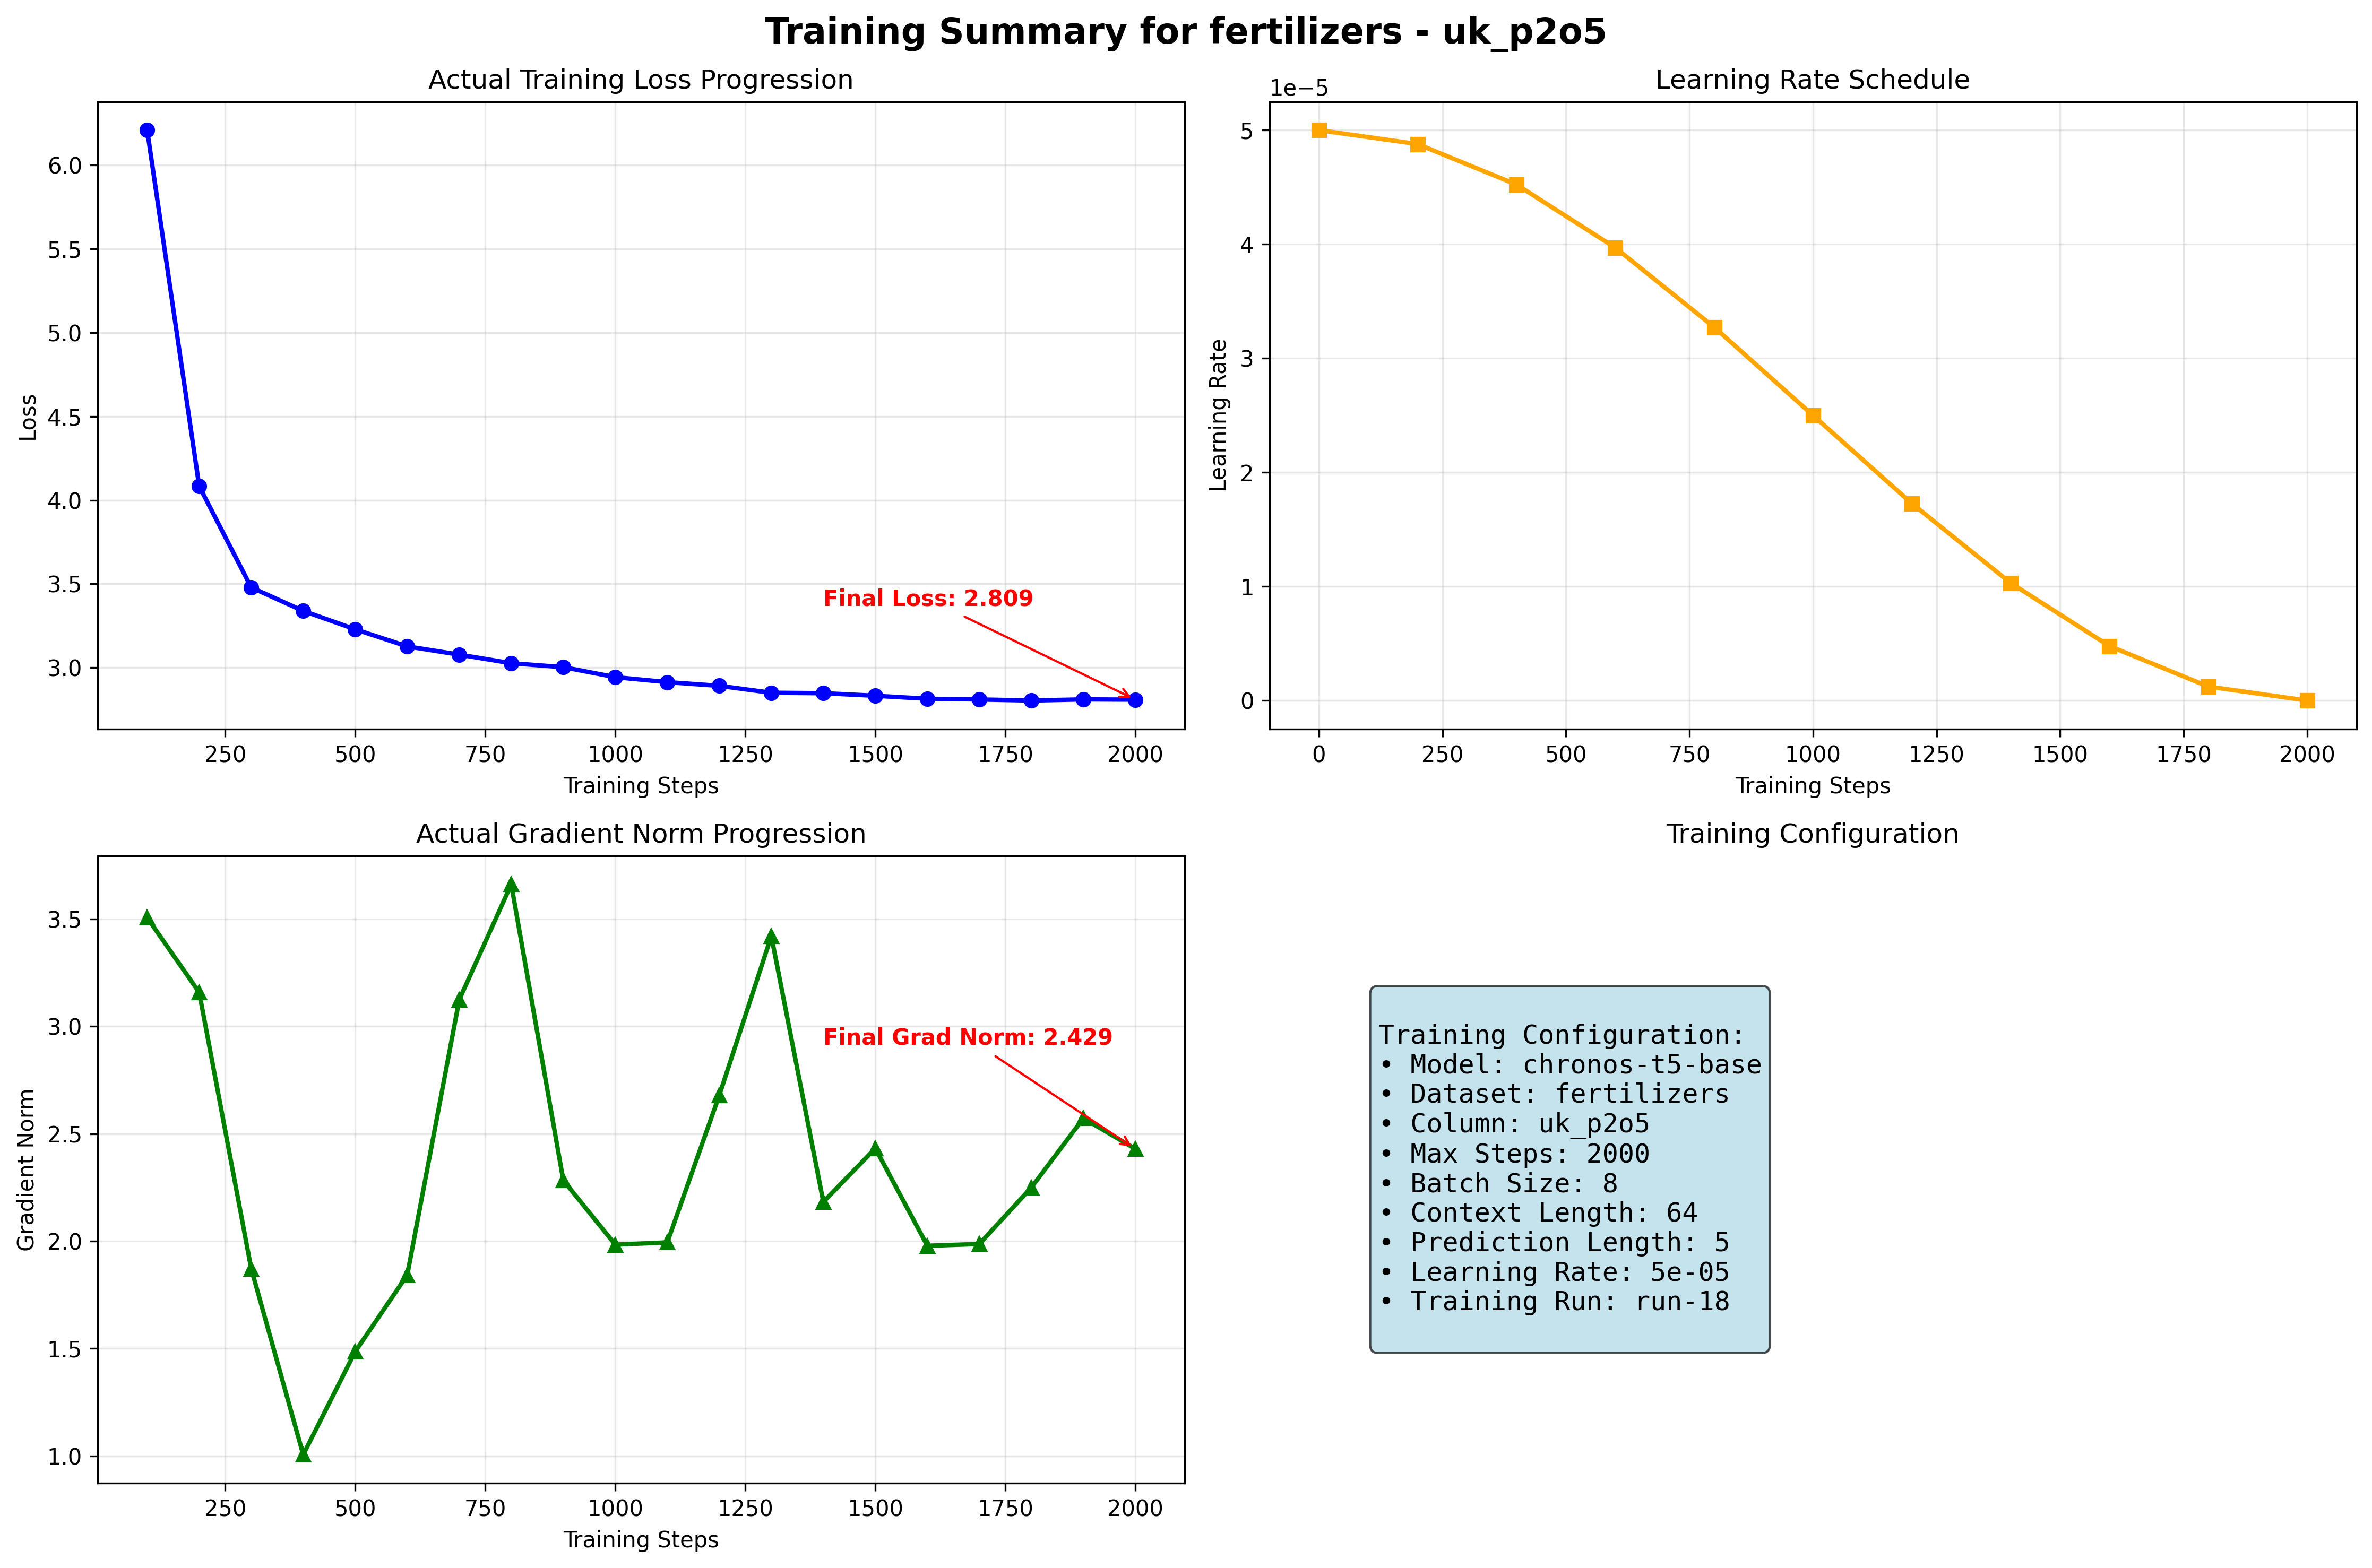 Training Summary for fertilizers - uk_p2o5
Actual Training Loss Progression
Loss
6.0
5.5
5.0
4.5
4.0
3.5
3.0
Final Loss: 2.809
250 500 750 1000 1250 1500 1750 2000
Training Steps
Learning Rate Schedule
1e−5
Learning Rate
5
4
3
2
1
0
0 250 500 750 1000 1250 1500 1750 2000
Training Steps
Actual Gradient Norm Progression
Gradient Norm
3.5
3.0
2.5
2.0
1.5
1.0
Final Grad Norm: 2.429
250 500 750 1000 1250 1500 1750 2000
Training Steps
Training Configuration
Training Configuration:
• Model: chronos-t5-base
• Dataset: fertilizers
• Column: uk_p2o5
• Max Steps: 2000
• Batch Size: 8
• Context Length: 64
• Prediction Length: 5
• Learning Rate: 5e-05
• Training Run: run-18